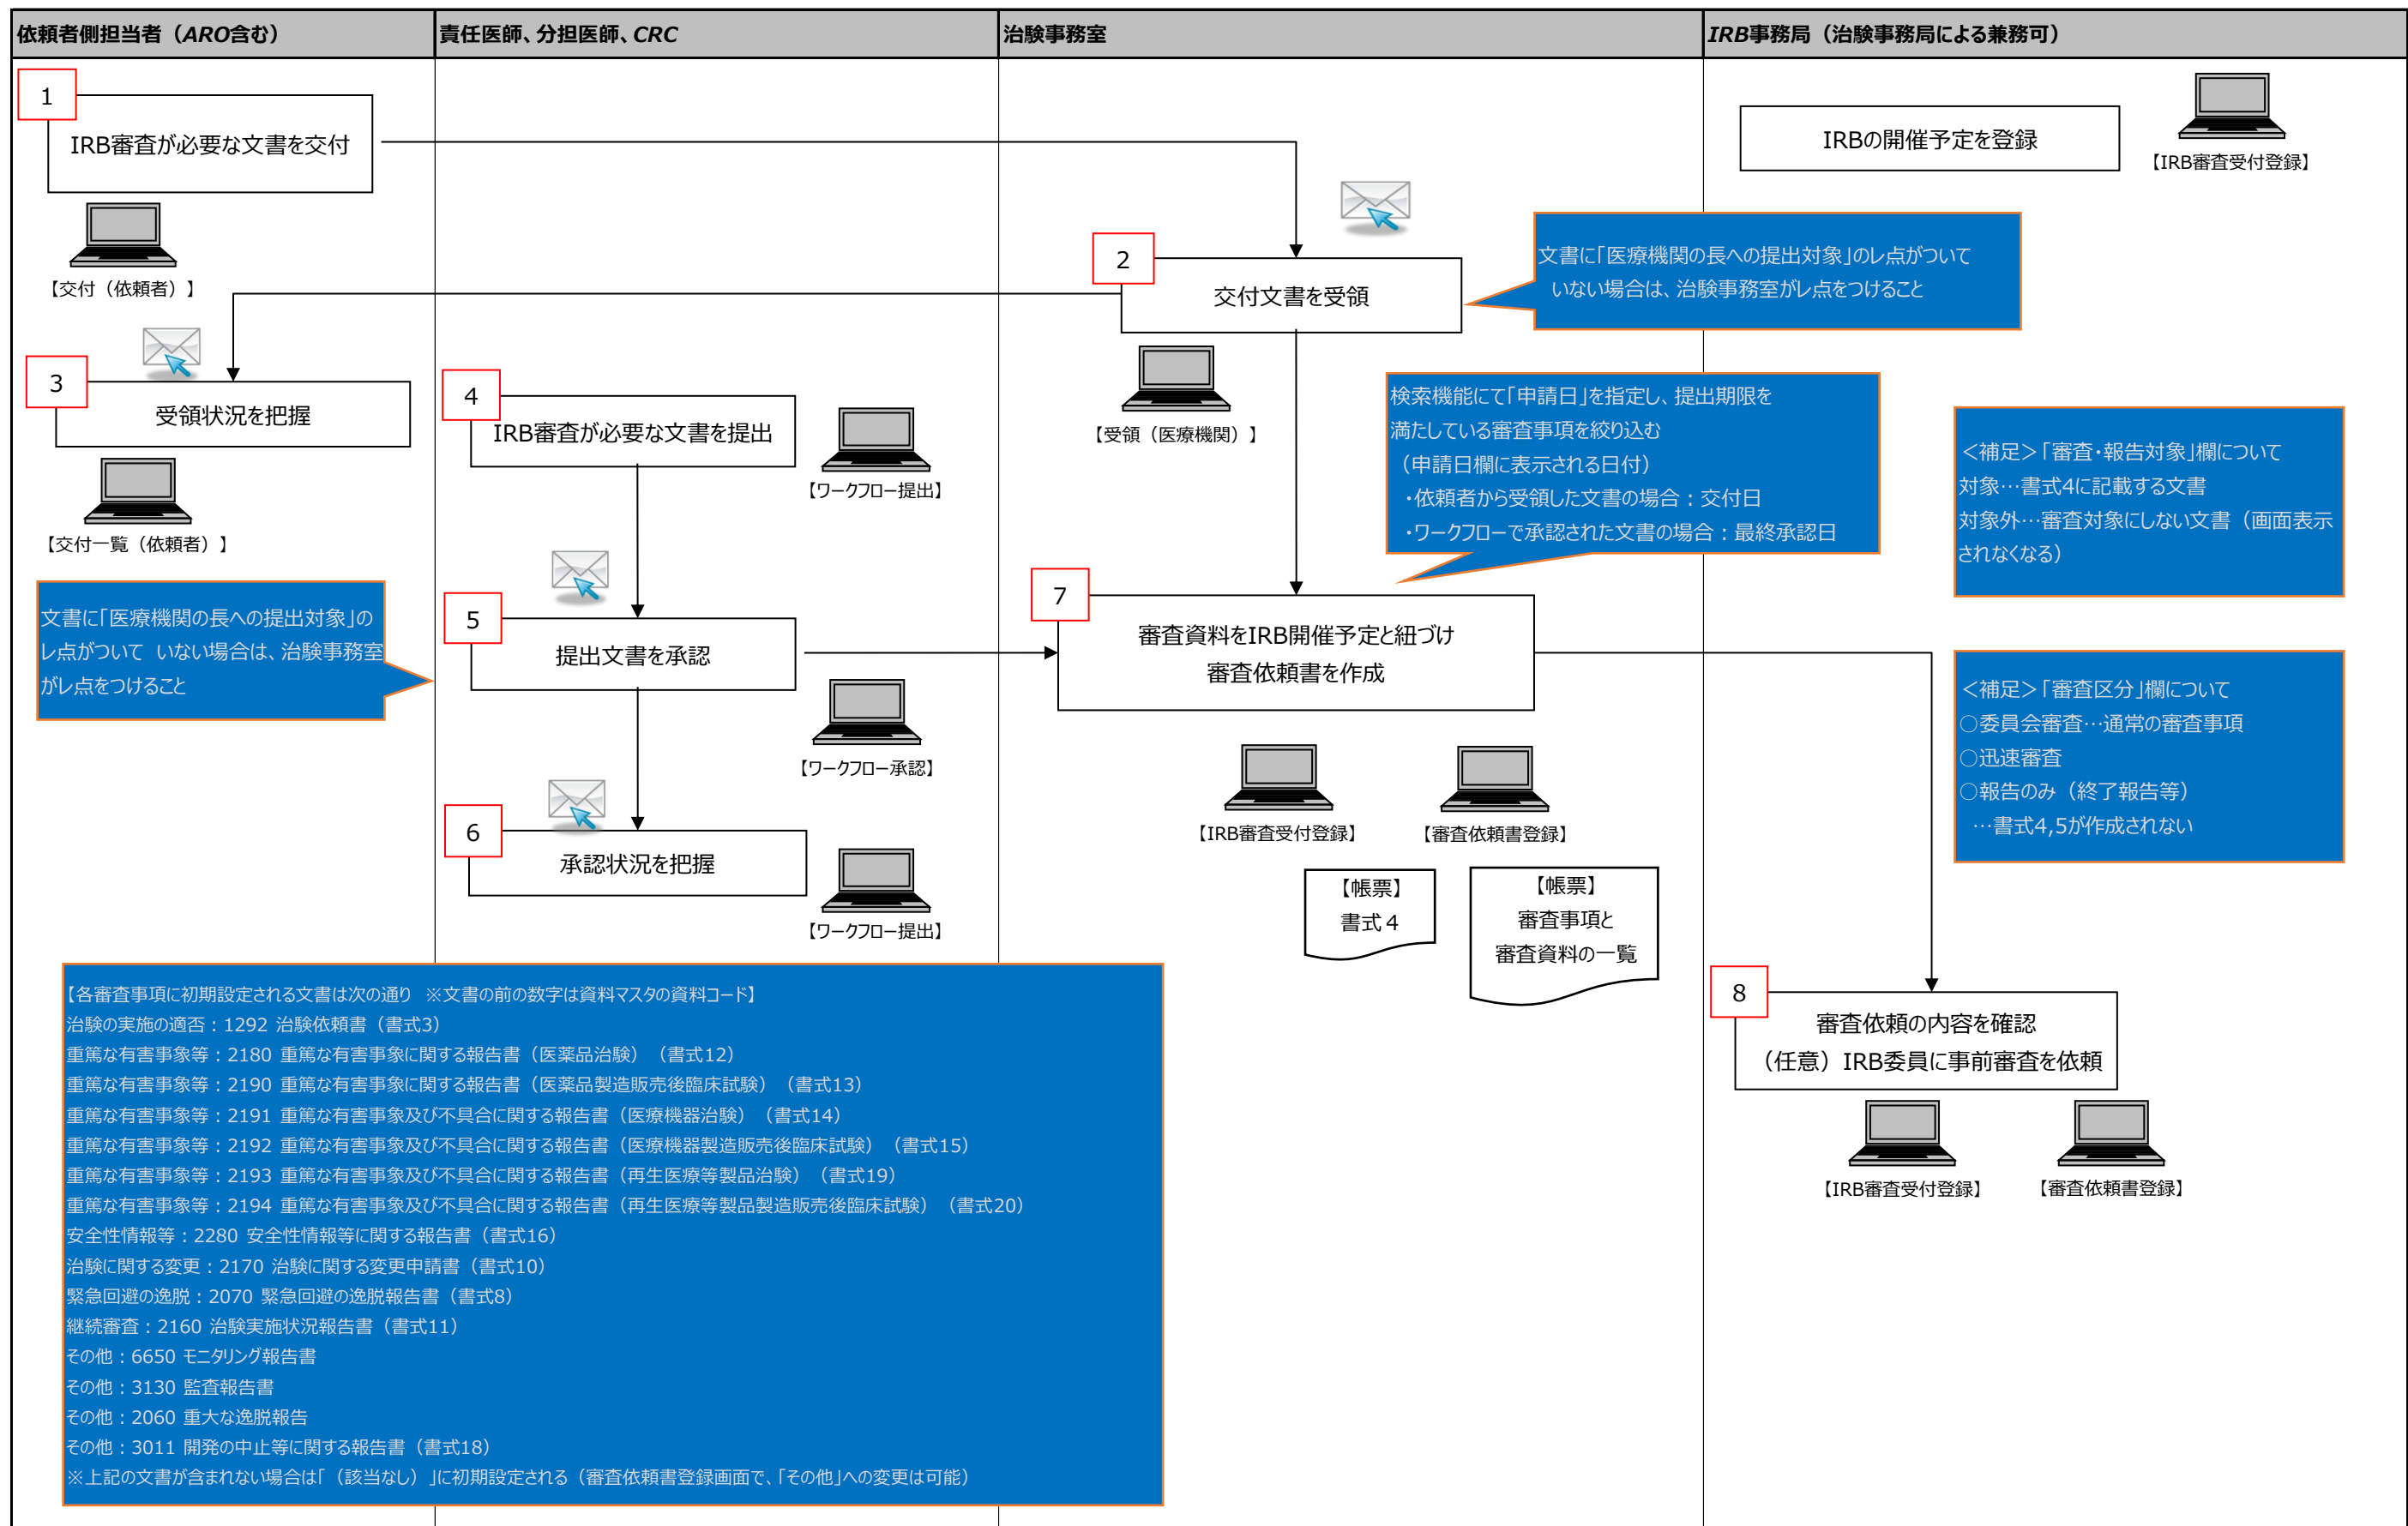 依頼者側担当者（ARO含む）
責任医師、分担医師、CRC
治験事務室
IRB事務局（治験事務局による兼務可）
1
IRB審査が必要な文書を交付
【交付（依頼者）】
IRBの開催予定を登録
【IRB審査受付登録】
2
交付文書を受領
【受領（医療機関）】
文書に「医療機関の長への提出対象」のレ点がついて
いない場合は、治験事務室がレ点をつけること
3
受領状況を把握
【交付一覧（依頼者）】
4
IRB審査が必要な文書を提出
【ワークフロー提出】
検索機能にて「申請日」を指定し、提出期限を
満たしている審査事項を絞り込む
（申請日欄に表示される日付）
・依頼者から受領した文書の場合：交付日
・ワークフローで承認された文書の場合：最終承認日
＜補足＞「審査・報告対象」欄について
対象…書式4に記載する文書
対象外…審査対象にしない文書（画面表示
されなくなる）
文書に「医療機関の長への提出対象」の
レ点がついて いない場合は、治験事務室
がレ点をつけること
5
提出文書を承認
【ワークフロー承認】
7
審査資料をIRB開催予定と紐づけ
審査依頼書を作成
【IRB審査受付登録】
【審査依頼書登録】
【帳票】
書式４
【帳票】
審査事項と
審査資料の一覧
＜補足＞「審査区分」欄について
○委員会審査…通常の審査事項
○迅速審査
○報告のみ（終了報告等）
…書式4,5が作成されない
6
承認状況を把握
【ワークフロー提出】
8
審査依頼の内容を確認
（任意）IRB委員に事前審査を依頼
【IRB審査受付登録】
【審査依頼書登録】
【各審査事項に初期設定される文書は次の通り　※文書の前の数字は資料マスタの資料コード】
治験の実施の適否：1292 治験依頼書（書式3）
重篤な有害事象等：2180 重篤な有害事象に関する報告書（医薬品治験）（書式12）
重篤な有害事象等：2190 重篤な有害事象に関する報告書（医薬品製造販売後臨床試験）（書式13）
重篤な有害事象等：2191 重篤な有害事象及び不具合に関する報告書（医療機器治験）（書式14）
重篤な有害事象等：2192 重篤な有害事象及び不具合に関する報告書（医療機器製造販売後臨床試験）（書式15）
重篤な有害事象等：2193 重篤な有害事象及び不具合に関する報告書（再生医療等製品治験）（書式19）
重篤な有害事象等：2194 重篤な有害事象及び不具合に関する報告書（再生医療等製品製造販売後臨床試験）（書式20）
安全性情報等：2280 安全性情報等に関する報告書（書式16）
治験に関する変更：2170 治験に関する変更申請書（書式10）
緊急回避の逸脱：2070 緊急回避の逸脱報告書（書式8）
継続審査：2160 治験実施状況報告書（書式11）
その他：6650 モニタリング報告書
その他：3130 監査報告書
その他：2060 重大な逸脱報告
その他：3011 開発の中止等に関する報告書（書式18）
※上記の文書が含まれない場合は「（該当なし）」に初期設定される（審査依頼書登録画面で、「その他」への変更は可能）